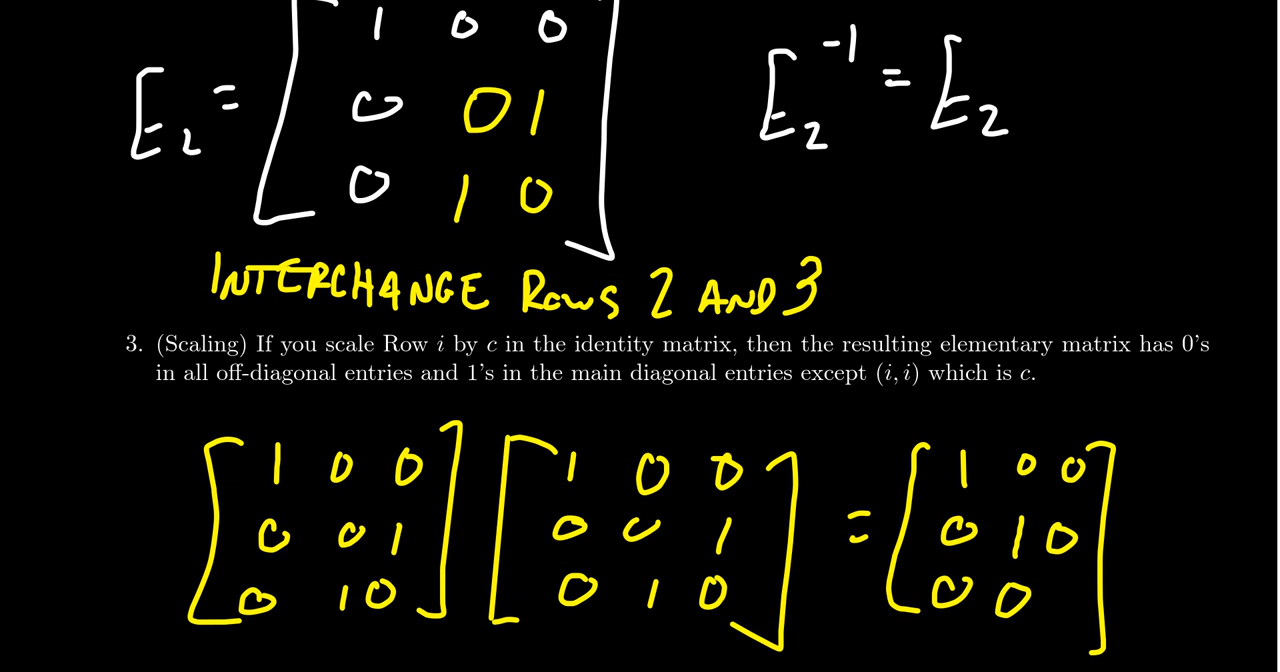 1 0 0
E₂ = 0 0 1 E₂⁻¹ = E₂
0 1 0
INTERCHANGE ROWS 2 AND 3
3. (Scaling) If you scale Row i by c in the identity matrix, then the resulting elementary matrix has 0's
in all off-diagonal entries and 1's in the main diagonal entries except (i, i) which is c.
[1 0 0] [1 0 0] [1 0 0]
[0 0 1] [0 0 1] = [0 1 0]
[0 1 0] [0 1 0] [0 0